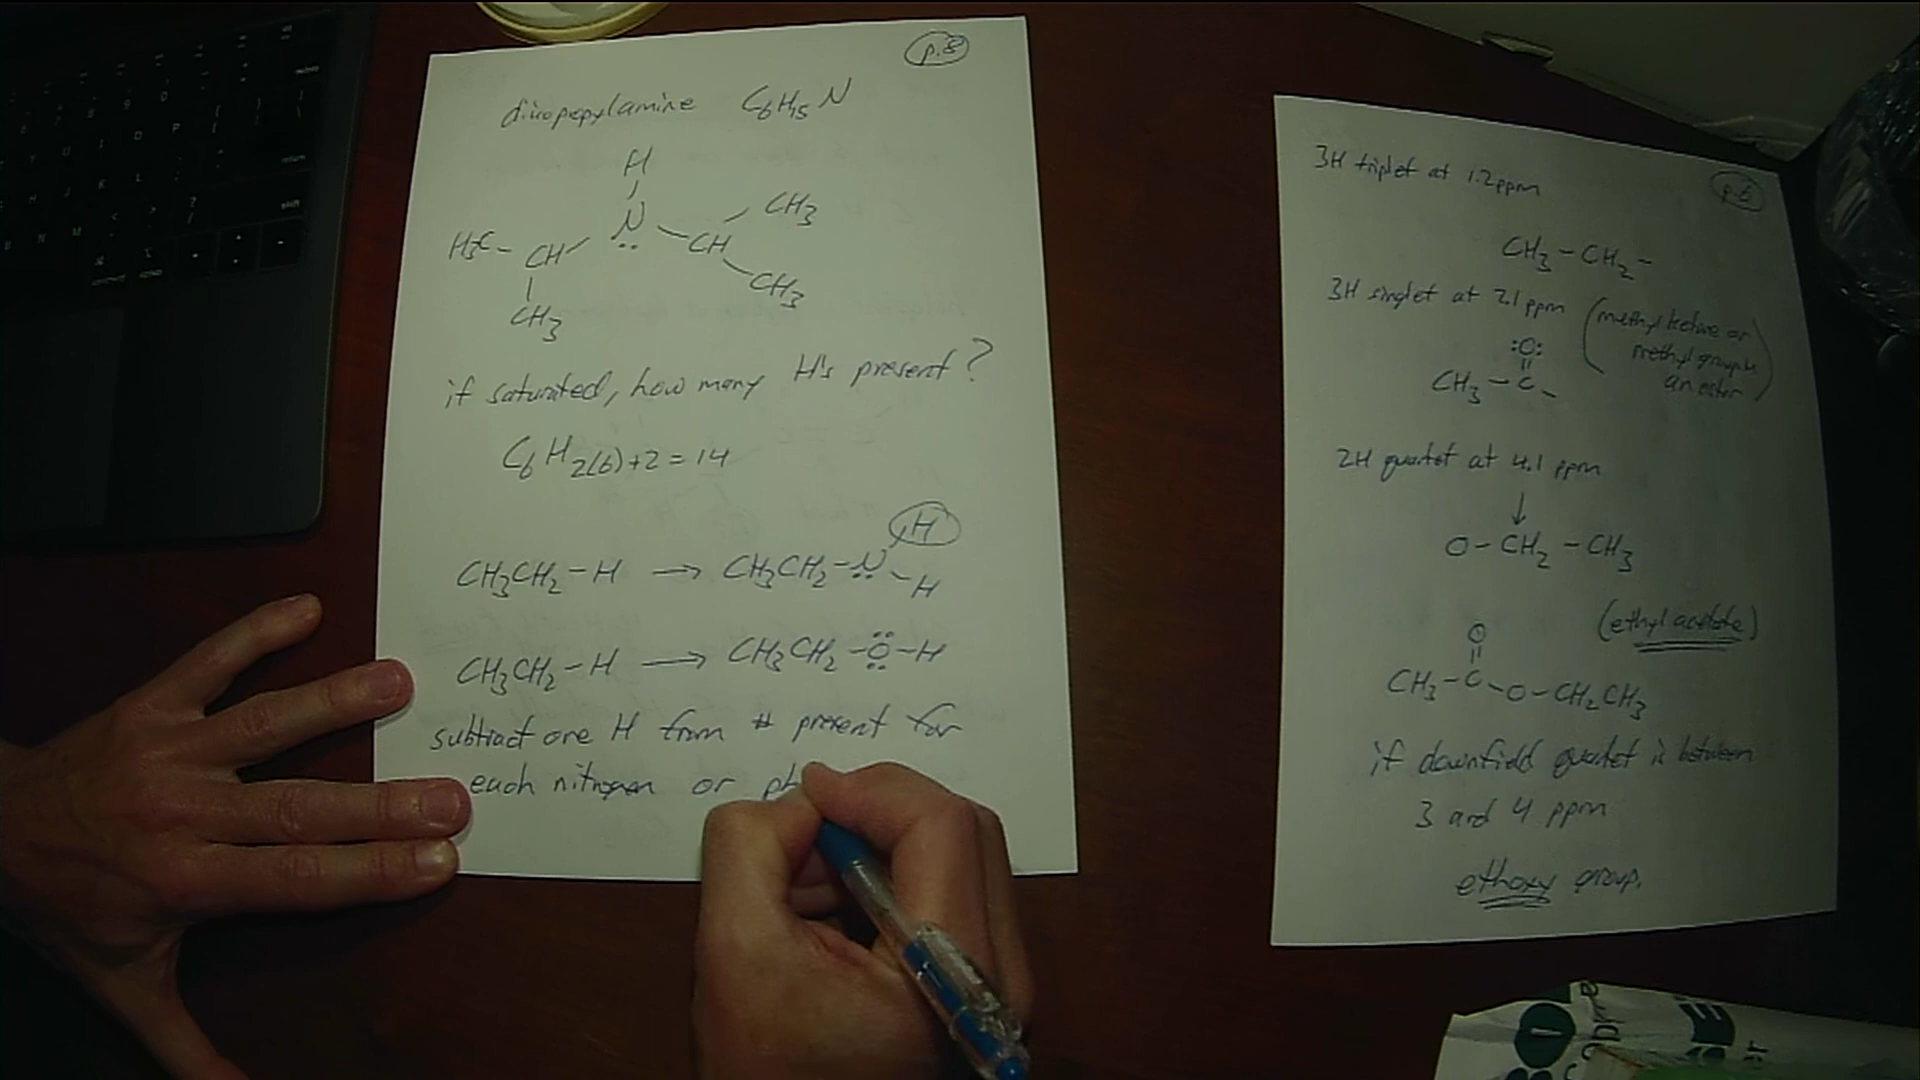 p.8
diisopropylamine C6H15N
H
N
CH3
H3C-CH
CH
CH3
CH3
if saturated, how many H's present?
C6H2(6)+2=14
H
CH3CH2-H → CH3CH2-N-H
CH3CH2-H → CH3CH2-O-H
subtract one H from # present for
each nitrogen or ph
p.6
3H triplet at 1.2ppm
CH3-CH2-
3H singlet at 2.1 ppm (methyl ketone or
methyl group
an ester)
:O:
CH3-C-
2H quartet at 4.1 ppm
↓
O-CH2-CH3
(ethyl acetate)
O
CH3-C-O-CH2CH3
if downfield quartet is between
3 and 4 ppm
ethoxy group.